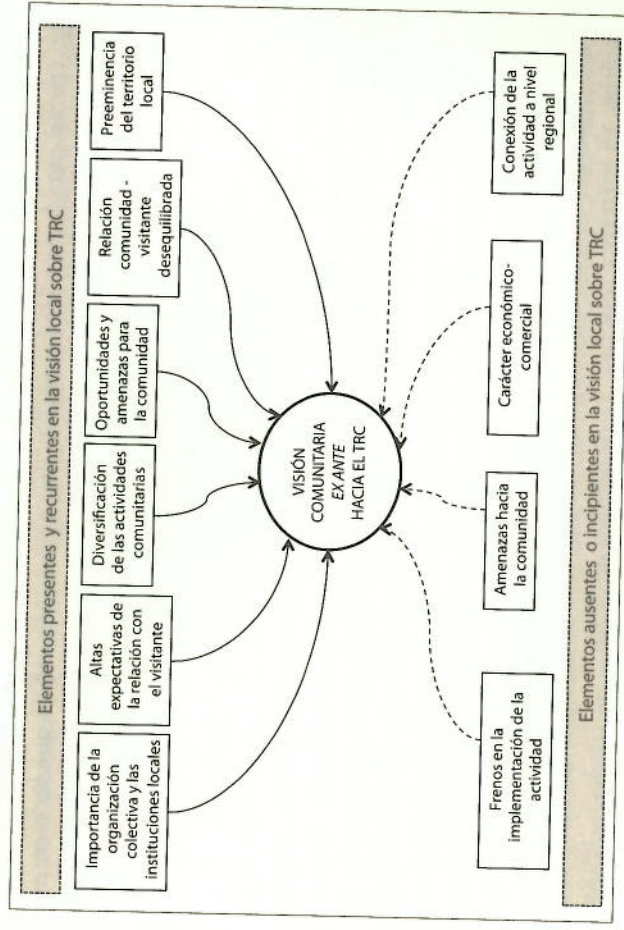 Elementos presentes y recurrentes en la visión local sobre TRC
Importancia de la
organización
colectiva y las
instituciones locales
Altas
expectativas de
la relación con
el visitante
Diversificación
de las actividades
comunitarias
Oportunidades y
amenazas para
la comunidad
Relación
comunidad -
visitante
desequilibrada
Preeminencia
del territorio
local
VISIÓN
COMUNITARIA
EX ANTE
HACIA EL TRC
Frenos en la
implementación de la
actividad
Amenazas hacia
la comunidad
Carácter económico-
comercial
Conexión de la
actividad a nivel
regional
Elementos ausentes o incipientes en la visión local sobre TRC